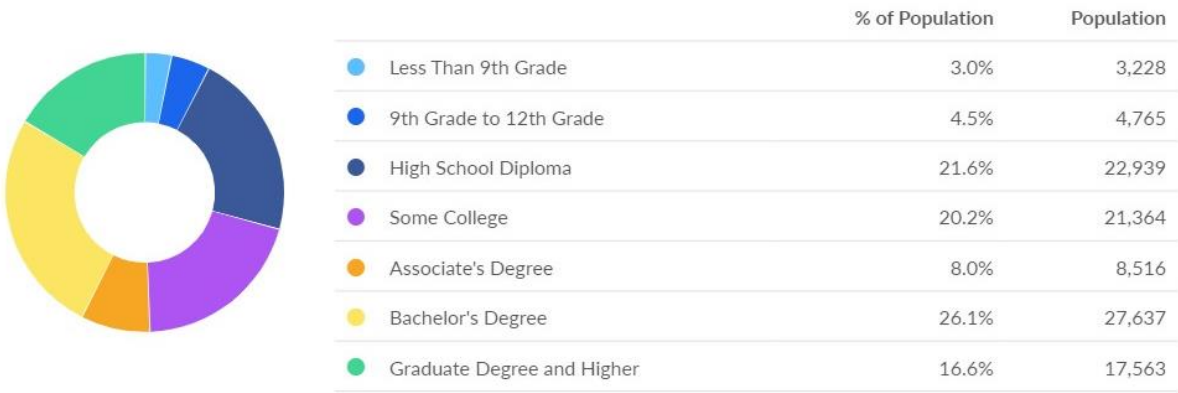 % of Population Population
Less Than 9th Grade 3.0% 3,228
9th Grade to 12th Grade 4.5% 4,765
High School Diploma 21.6% 22,939
Some College 20.2% 21,364
Associate's Degree 8.0% 8,516
Bachelor's Degree 26.1% 27,637
Graduate Degree and Higher 16.6% 17,563